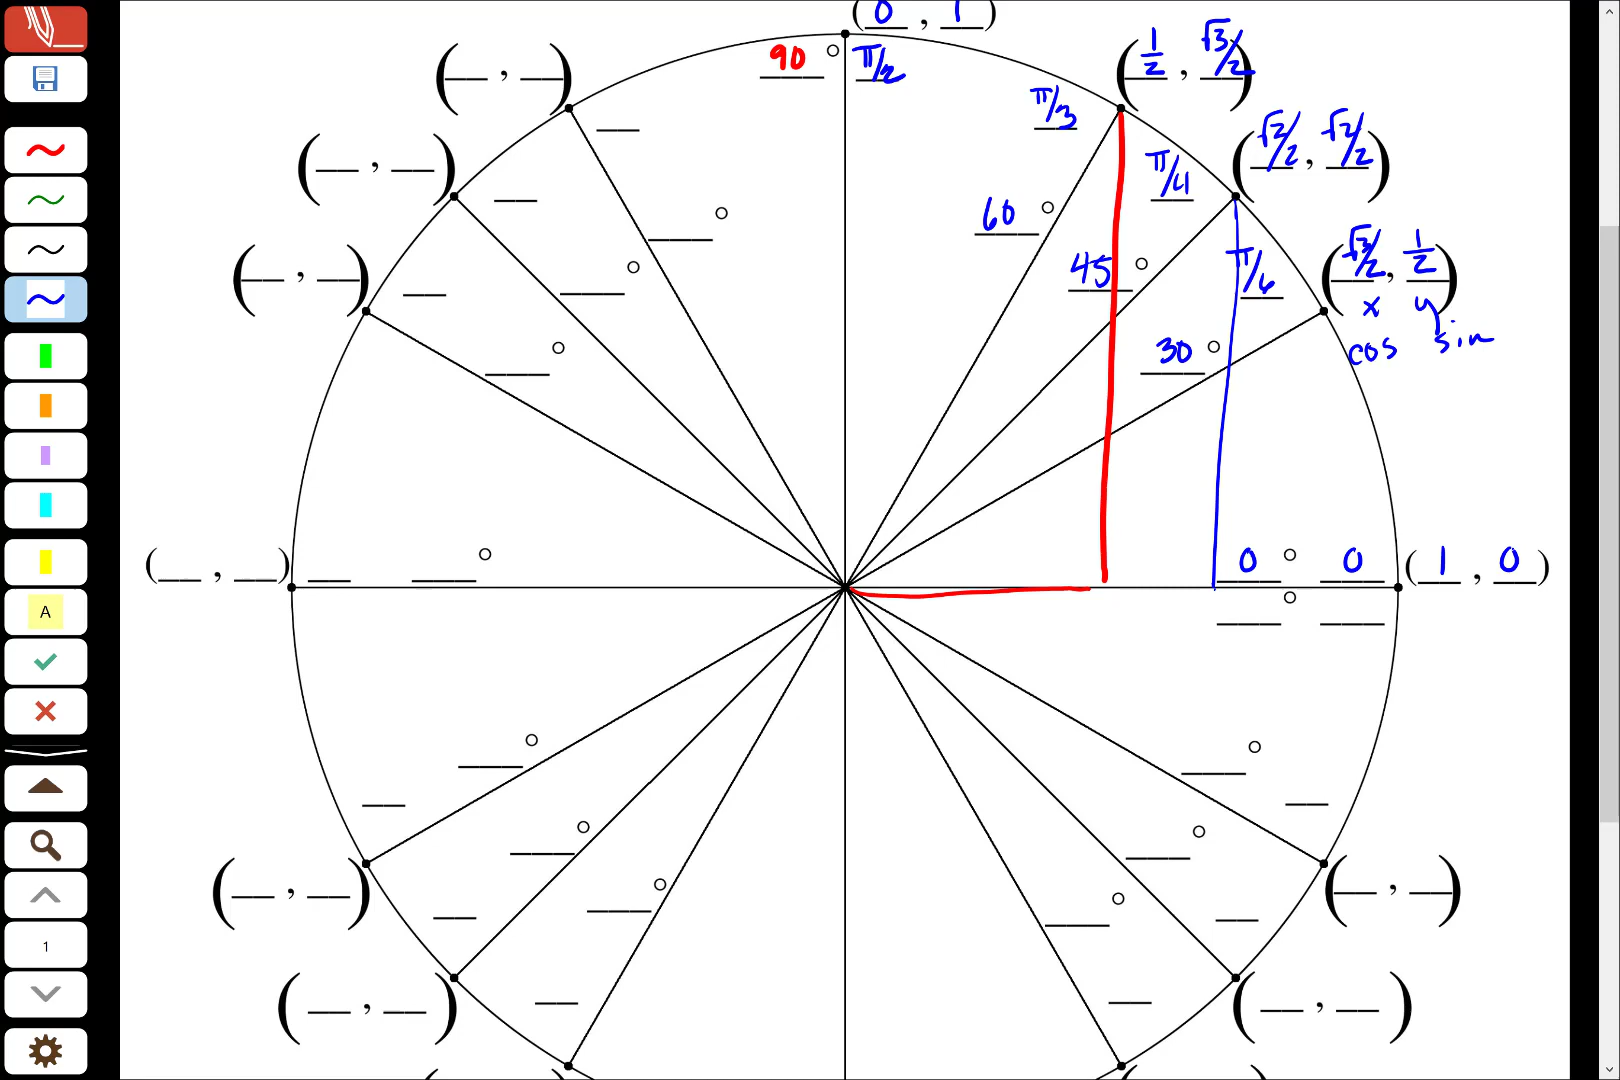 (0, 1)
90° π/2
(1/2, √3/2)
π/3
(√2/2, √2/2)
π/4
60°
45°
π/6
(√3/2, 1/2)
x y
cos sin
30°
0° 0 (1, 0)
A
1